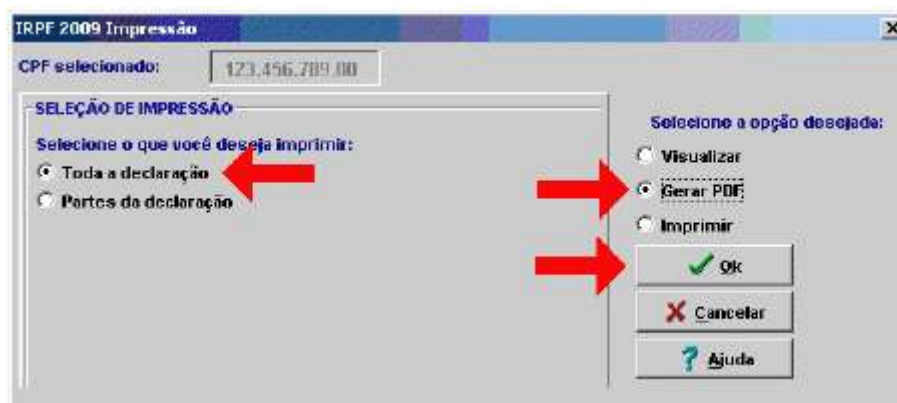 IRPF 2009 Impressão
CPF selecionado: 123.456.789.00
SELEÇÃO DE IMPRESSÃO
Selecione o que você deseja imprimir:
Toda a declaração
Partes da declaração
Selecione a opção desejada:
Visualizar
Gerar PDF
Imprimir
Ok
Cancelar
Ajuda